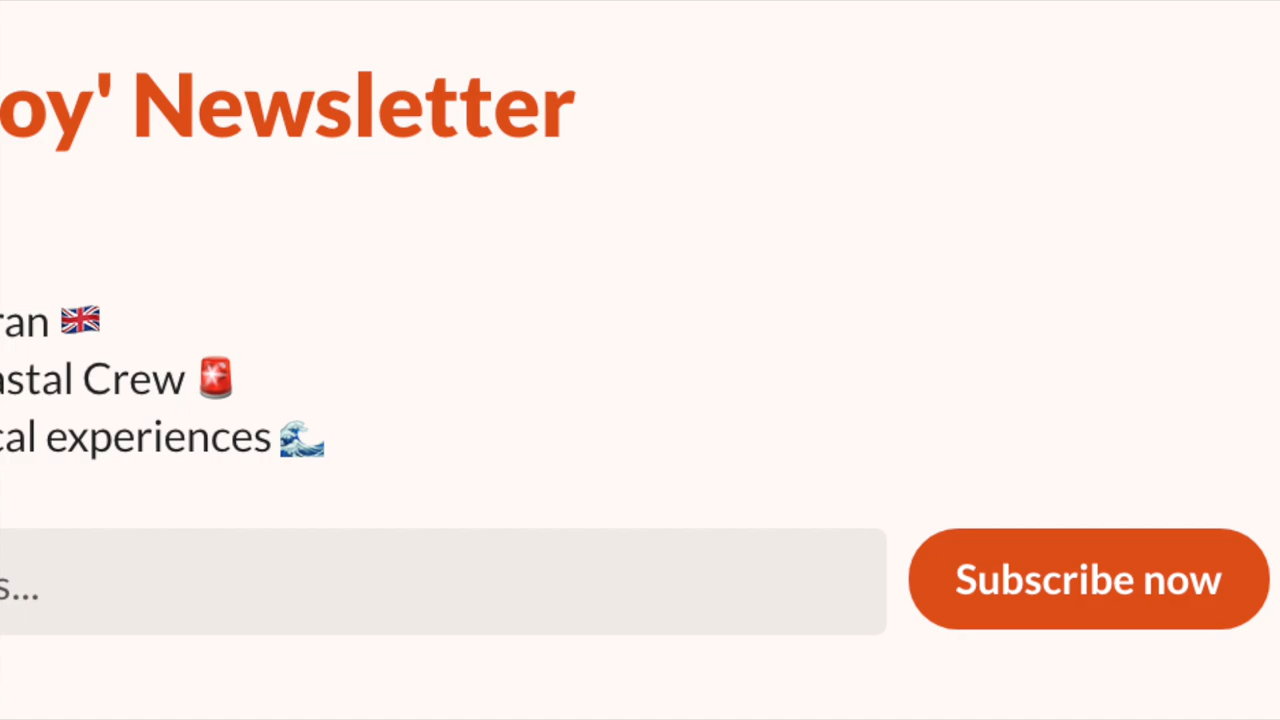 oy' Newsletter
ran 🇬🇧
astal Crew 🚨
cal experiences 🌊
s...
Subscribe now